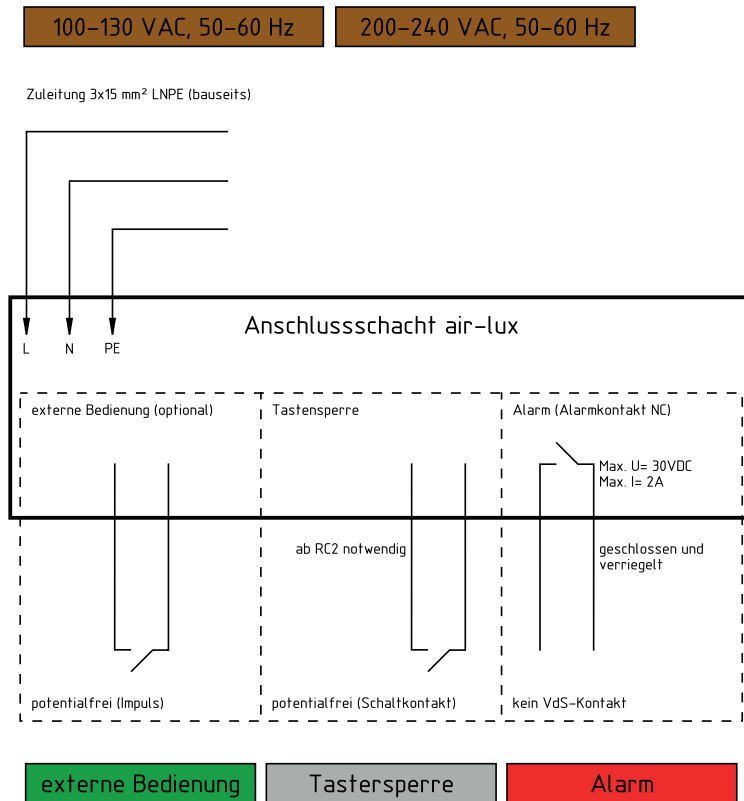 100-130 VAC, 50-60 Hz
200-240 VAC, 50-60 Hz
Zuleitung 3x15 mm² LNPE (bauseits)
Anschlussschacht air-lux
L
N
PE
externe Bedienung (optional)
Tastensperre
Alarm (Alarmkontakt NC)
Max. U= 30VDC
Max. I= 2A
ab RC2 notwendig
geschlossen und
verriegelt
potentialfrei (Impuls)
potentialfrei (Schaltkontakt)
kein VdS-Kontakt
externe Bedienung
Tastersperre
Alarm